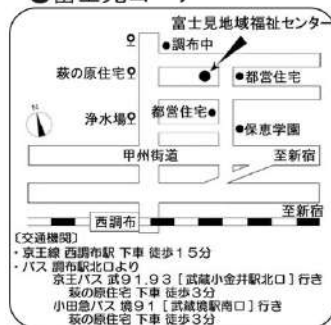 富士見地域福祉センター
●調布中
萩の原住宅
●都営住宅
浄水場
都営住宅●
●保恵学園
甲州街道
至新宿
至新宿
西調布
〔交通機関〕
・京王線 西調布駅 下車 徒歩15分
・バス 調布駅北口より
京王バス 武91.93 [武蔵小金井駅北口] 行き
萩の原住宅 下車 徒歩3分
小田急バス 境91 [武蔵境駅南口] 行き
萩の原住宅 下車 徒歩3分